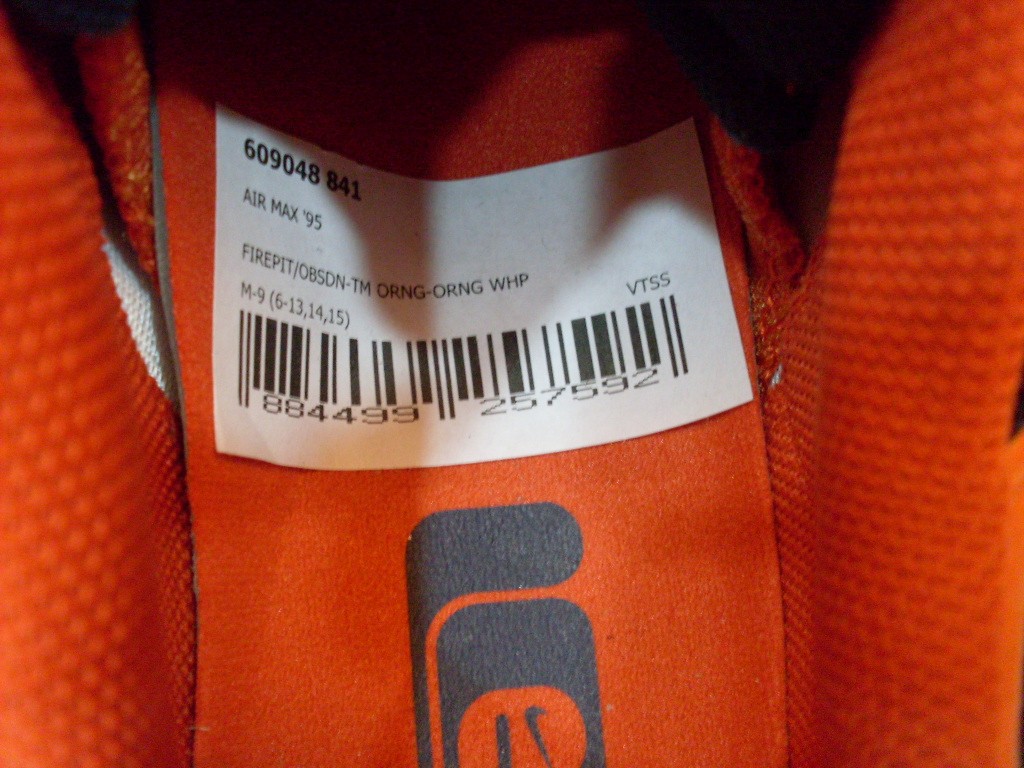 609048 841
AIR MAX '95
FIREPIT/OBSDN-TM ORNG-ORNG WHP
M-9 (6-13,14,15)
VTSS
884499 257592